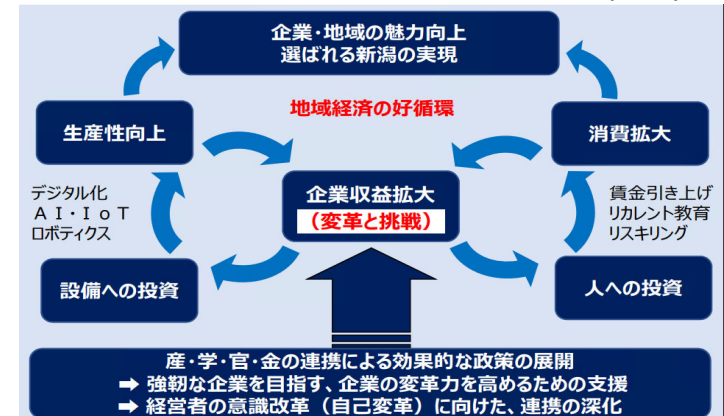 企業・地域の魅力向上
選ばれる新潟の実現
地域経済の好循環
生産性向上
消費拡大
デジタル化
ＡＩ・ＩｏＴ
ロボティクス
企業収益拡大
（変革と挑戦）
賃金引き上げ
リカレント教育
リスキリング
設備への投資
人への投資
産・学・官・金の連携による効果的な政策の展開
➡ 強靭な企業を目指す、企業の変革力を高めるための支援
➡ 経営者の意識改革（自己変革）に向けた、連携の深化